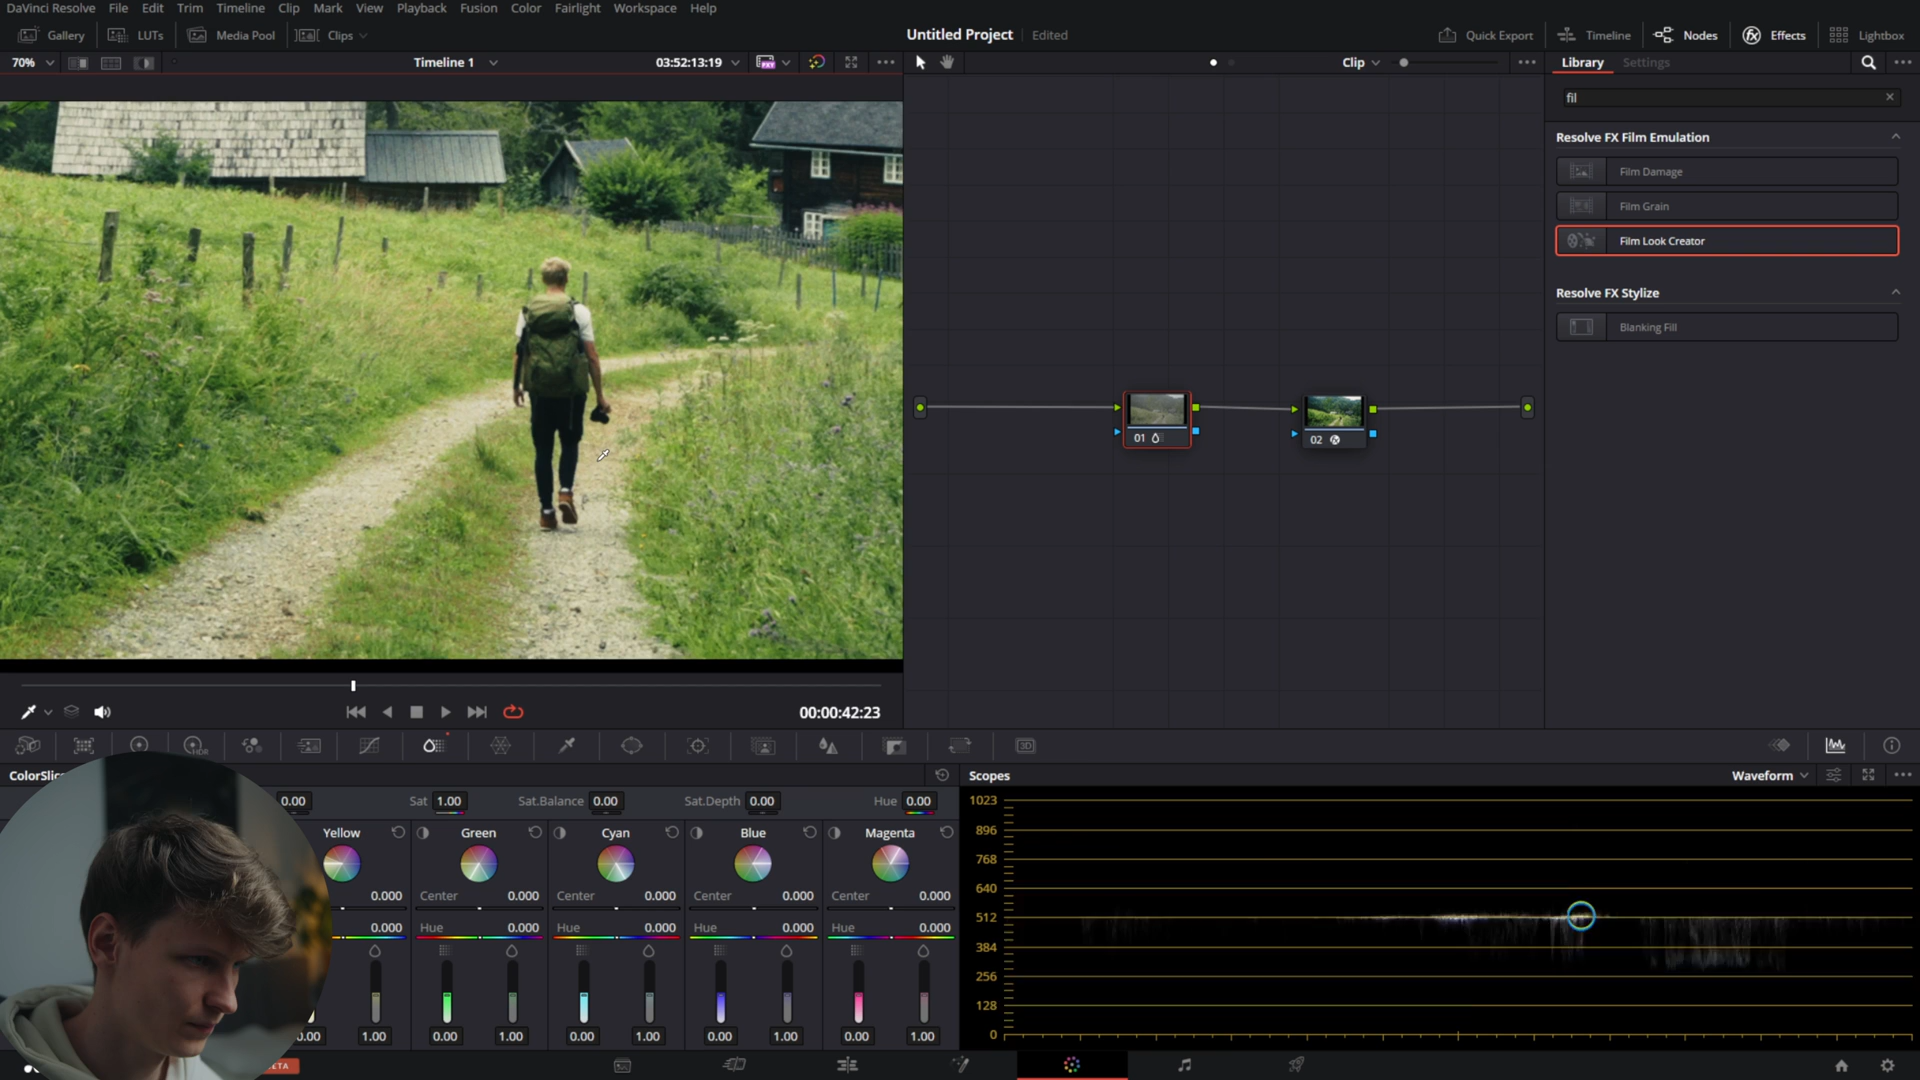 DaVinci Resolve File Edit Trim Timeline Clip Mark View Playback Fusion Color Fairlight Workspace Help
Gallery LUTs Media Pool Clips Untitled Project Edited Quick Export Timeline Nodes Effects Lightbox
70% Timeline 1 03:52:13:19 Clip Library Settings
fil
Resolve FX Film Emulation
Film Damage
Film Grain
Film Look Creator
Resolve FX Stylize
Blanking Fill
01 02
00:00:42:23
3D
Scopes Waveform
0.00 Sat 1.00 Sat.Balance 0.00 Sat.Depth 0.00 Hue 0.00
Yellow Green Cyan Blue Magenta
0.000 Center 0.000 Center 0.000 Center 0.000 Center 0.000
0.000 Hue 0.000 Hue 0.000 Hue 0.000 Hue 0.000
1.00 0.00 1.00 0.00 1.00 0.00 1.00 0.00 1.00
1023
896
768
640
512
384
256
128
0